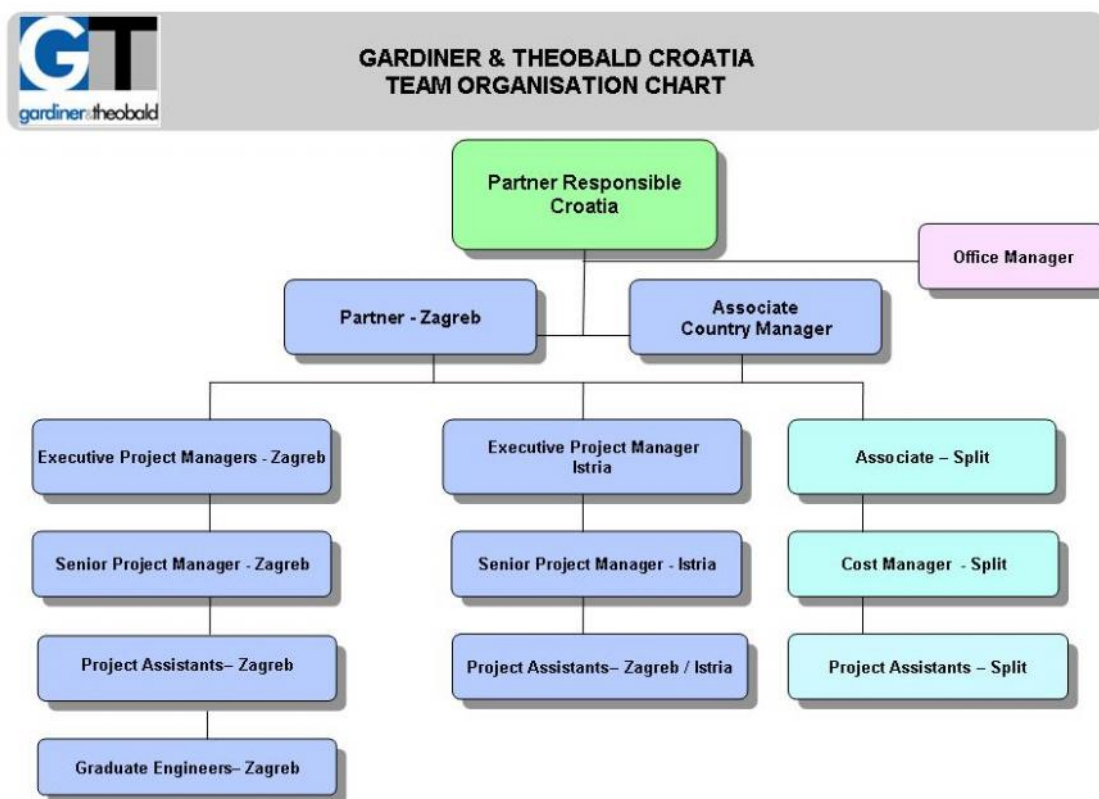 GT
gardiner&theobald
GARDINER & THEOBALD CROATIA
TEAM ORGANISATION CHART
Partner Responsible
Croatia
Office Manager
Partner - Zagreb
Associate
Country Manager
Executive Project Managers - Zagreb
Executive Project Manager
Istria
Associate – Split
Senior Project Manager - Zagreb
Senior Project Manager - Istria
Cost Manager - Split
Project Assistants– Zagreb
Project Assistants– Zagreb / Istria
Project Assistants – Split
Graduate Engineers– Zagreb